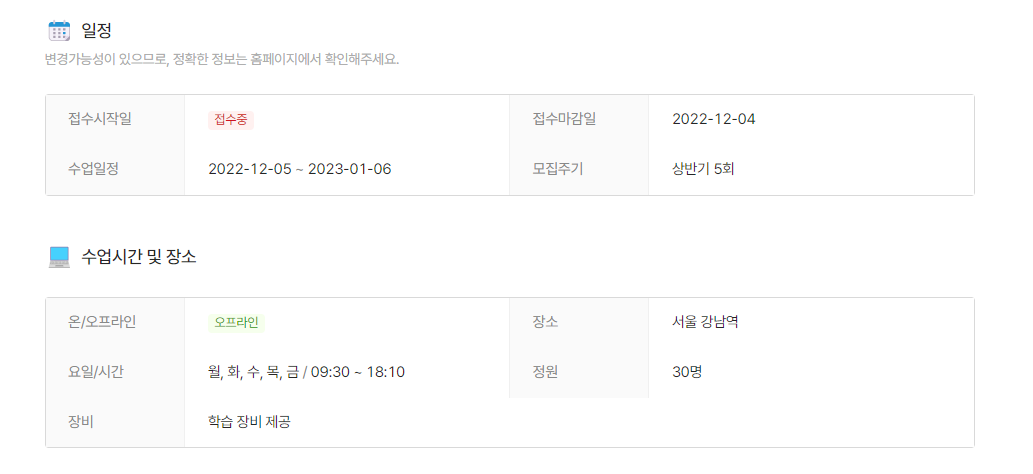 일정
변경가능성이 있으므로, 정확한 정보는 홈페이지에서 확인해주세요.
접수시작일 접수중 접수마감일 2022-12-04
수업일정 2022-12-05 ~ 2023-01-06 모집주기 상반기 5회
수업시간 및 장소
온/오프라인 오프라인 장소 서울 강남역
요일/시간 월, 화, 수, 목, 금 / 09:30 ~ 18:10 정원 30명
장비 학습 장비 제공